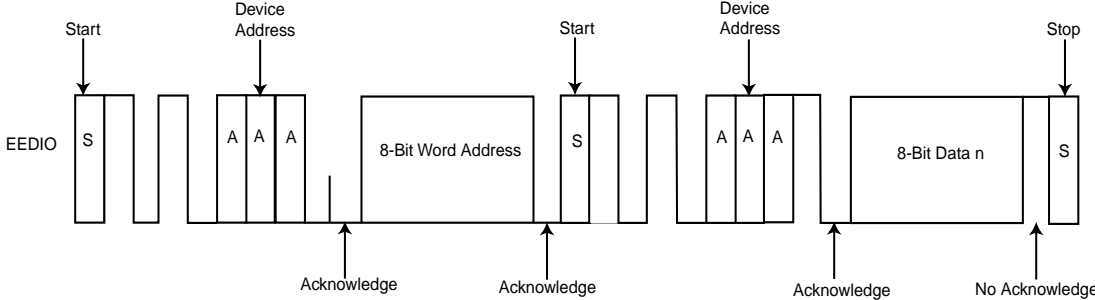 Start
Device
Address
Start
Device
Address
Stop
EEDIO
S
A
A
A
8-Bit Word Address
S
A
A
A
8-Bit Data n
S
Acknowledge
Acknowledge
Acknowledge
No Acknowledge